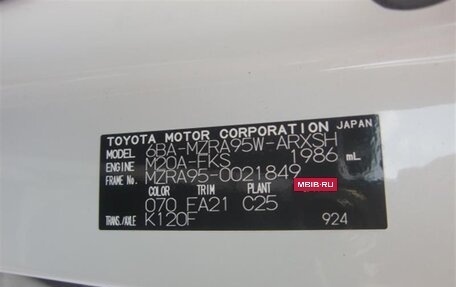 TOYOTA MOTOR CORPORATION JAPAN
MODEL 6BA-MZRA95W-ARXSH
ENGINE M20A-FKS 1986 mL
FRAME No. MZRA95-0021849
MBIB.RU
COLOR TRIM PLANT
070 FA21 C25
TRANS./AXLE K120F 924